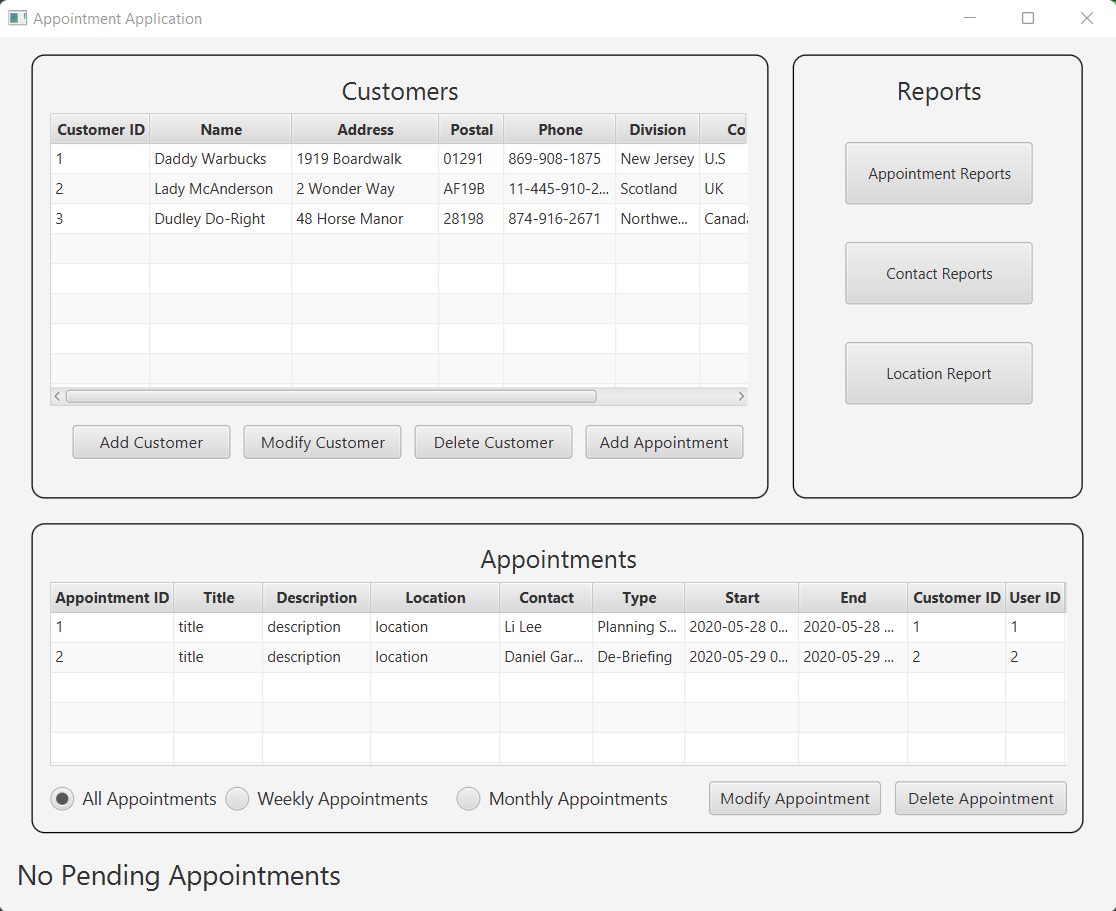 Appointment Application
Customers
Customer ID Name Address Postal Phone Division Co
1 Daddy Warbucks 1919 Boardwalk 01291 869-908-1875 New Jersey U.S
2 Lady McAnderson 2 Wonder Way AF19B 11-445-910-2... Scotland UK
3 Dudley Do-Right 48 Horse Manor 28198 874-916-2671 Northwe... Canada
Add Customer Modify Customer Delete Customer Add Appointment
Reports
Appointment Reports
Contact Reports
Location Report
Appointments
Appointment ID Title Description Location Contact Type Start End Customer ID User ID
1 title description location Li Lee Planning S... 2020-05-28 0... 2020-05-28 ... 1 1
2 title description location Daniel Gar... De-Briefing 2020-05-29 0... 2020-05-29 ... 2 2
All Appointments Weekly Appointments Monthly Appointments Modify Appointment Delete Appointment
No Pending Appointments